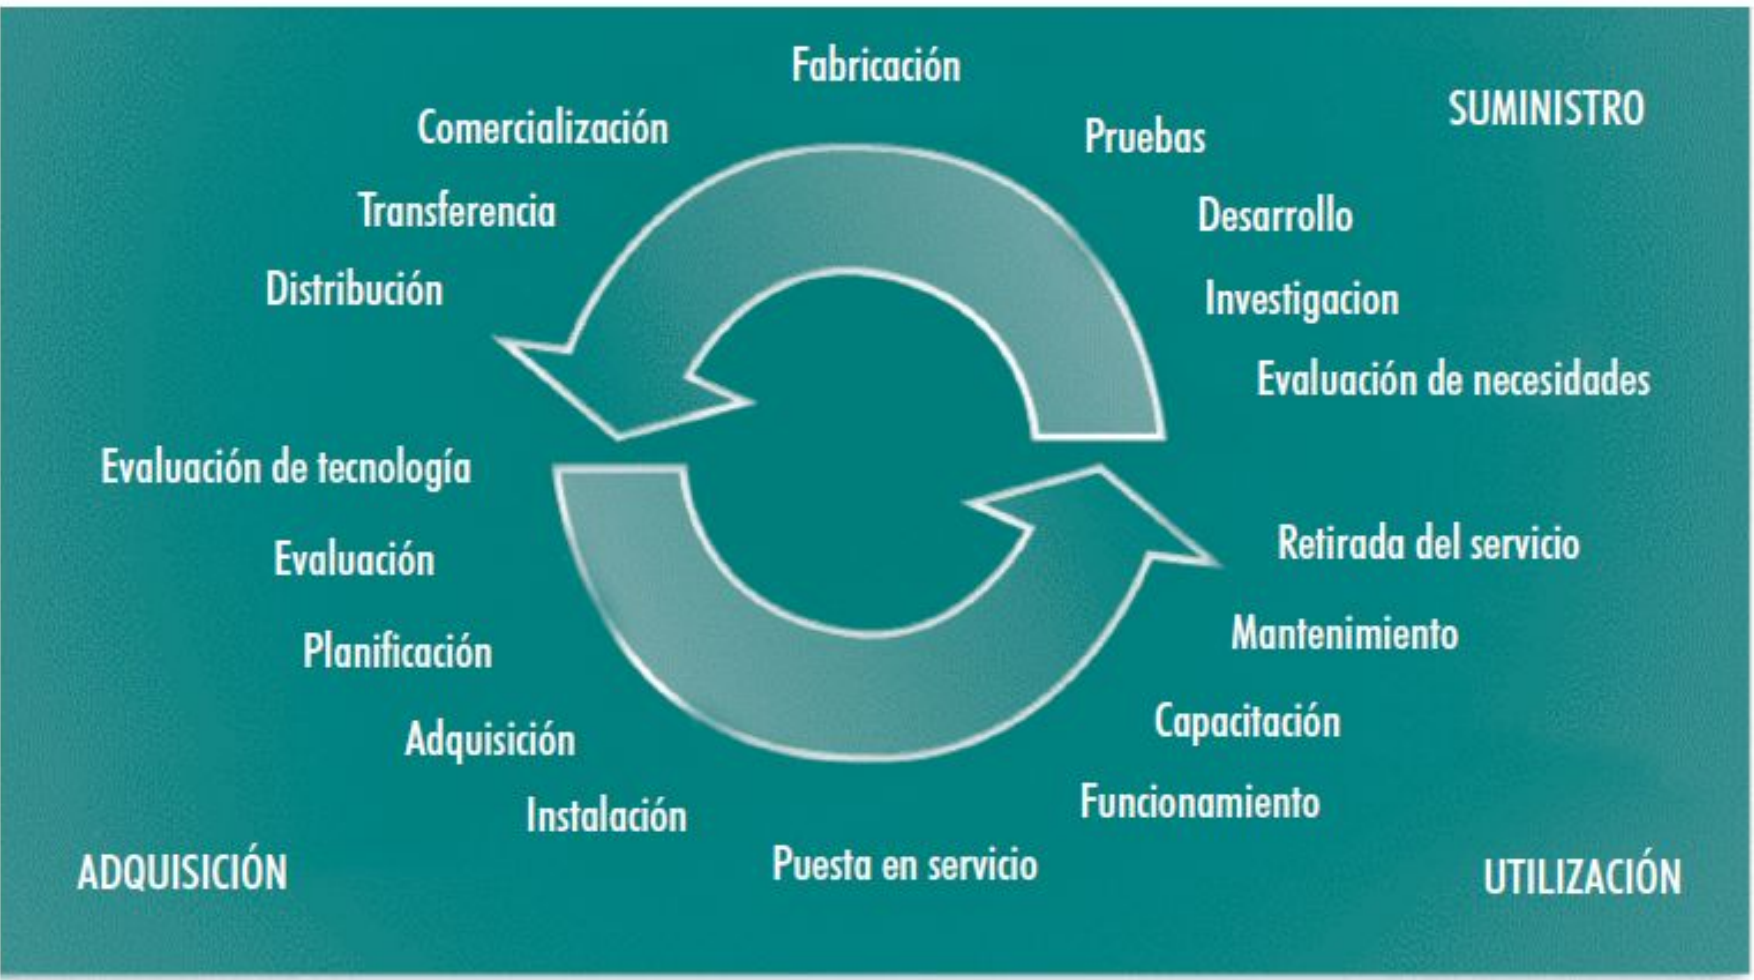 Fabricación
SUMINISTRO
Comercialización
Pruebas
Transferencia
Desarrollo
Distribución
Investigacion
Evaluación de necesidades
Evaluación de tecnología
Retirada del servicio
Evaluación
Mantenimiento
Planificación
Capacitación
Adquisición
Funcionamiento
Instalación
Puesta en servicio
ADQUISICIÓN
UTILIZACIÓN